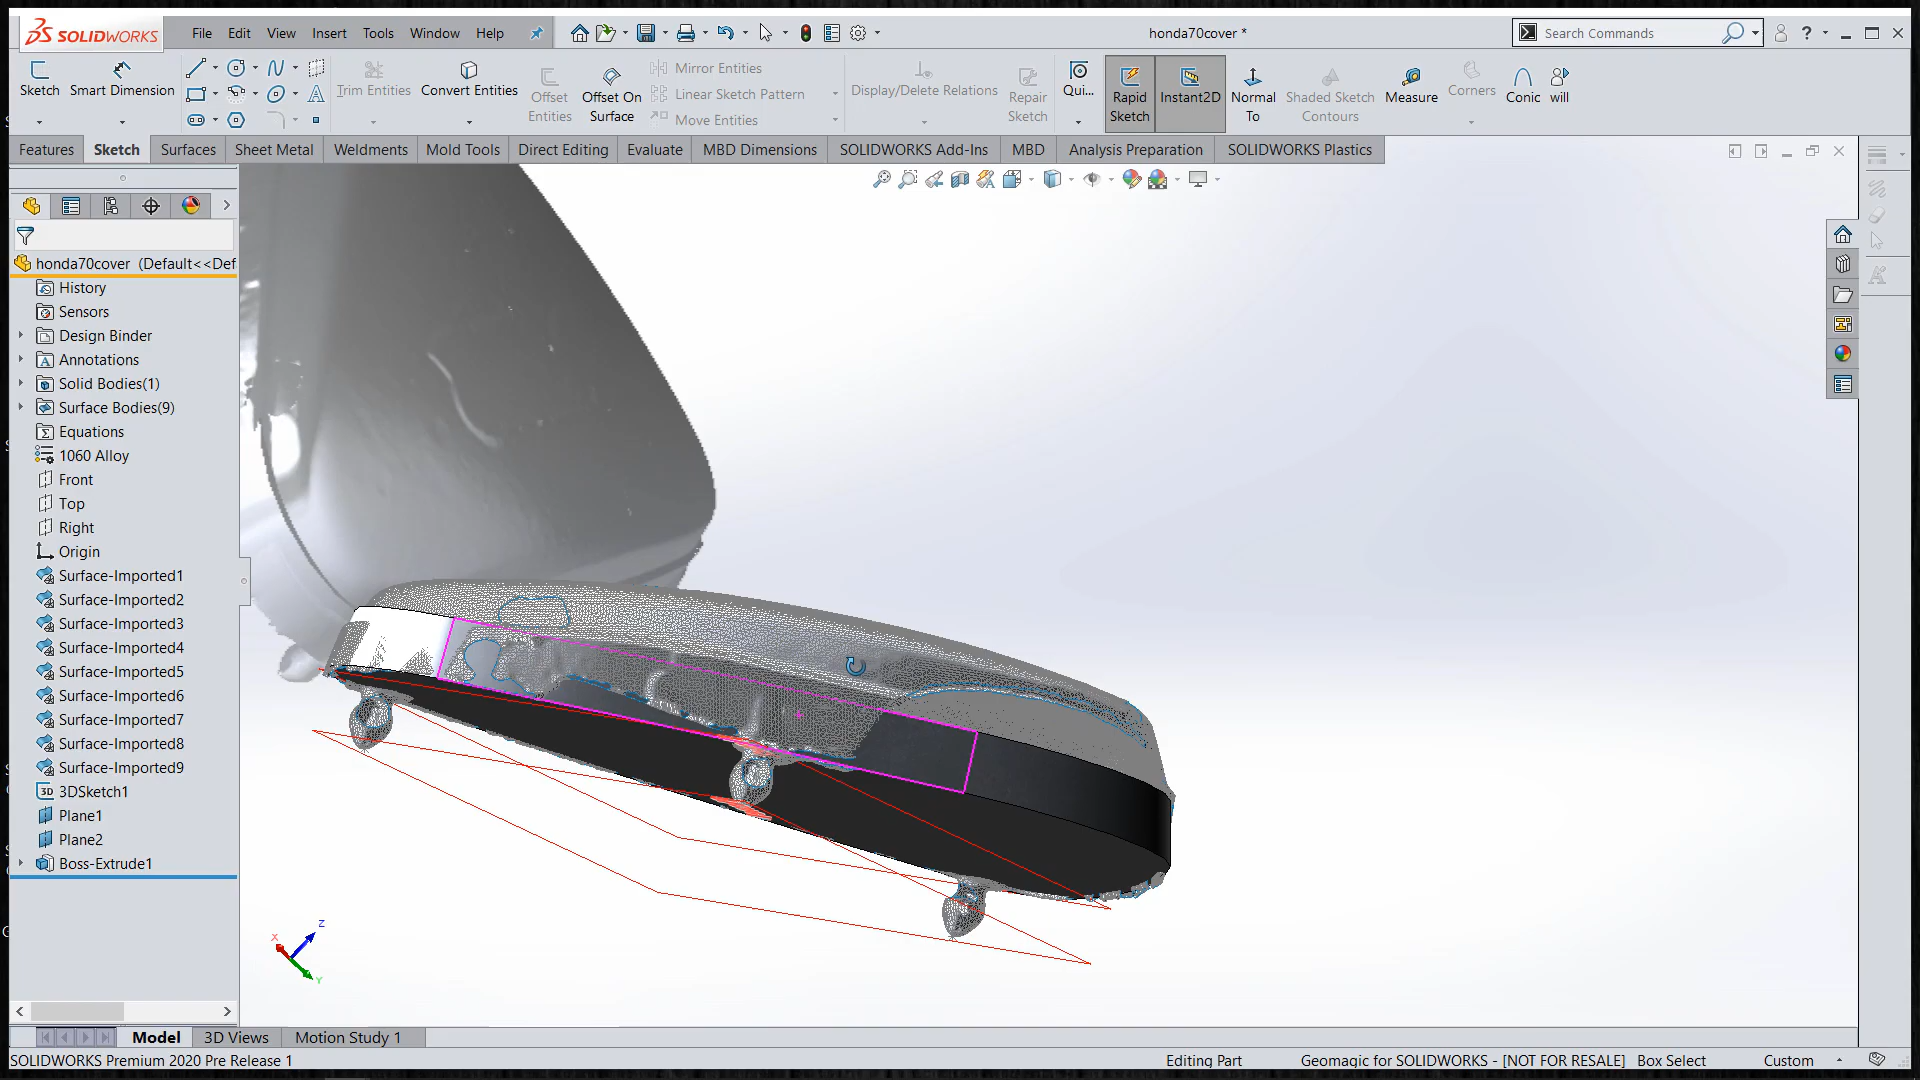 SOLIDWORKS
File Edit View Insert Tools Window Help
honda70cover *
Search Commands
?
Sketch
Smart Dimension
Trim Entities
Convert Entities
Offset Entities
Offset On Surface
Mirror Entities
Linear Sketch Pattern
Move Entities
Display/Delete Relations
Repair Sketch
Qui...
Rapid Sketch
Instant2D
Normal To
Shaded Sketch Contours
Measure
Corners
Conic
will
Features Sketch Surfaces Sheet Metal Weldments Mold Tools Direct Editing Evaluate MBD Dimensions SOLIDWORKS Add-Ins MBD Analysis Preparation SOLIDWORKS Plastics
honda70cover (Default<<Def
History
Sensors
Design Binder
Annotations
Solid Bodies(1)
Surface Bodies(9)
Equations
1060 Alloy
Front
Top
Right
Origin
Surface-Imported1
Surface-Imported2
Surface-Imported3
Surface-Imported4
Surface-Imported5
Surface-Imported6
Surface-Imported7
Surface-Imported8
Surface-Imported9
3DSketch1
Plane1
Plane2
Boss-Extrude1
Z
X
Y
Model 3D Views Motion Study 1
SOLIDWORKS Premium 2020 Pre Release 1
Editing Part
Geomagic for SOLIDWORKS - [NOT FOR RESALE]
Box Select
Custom